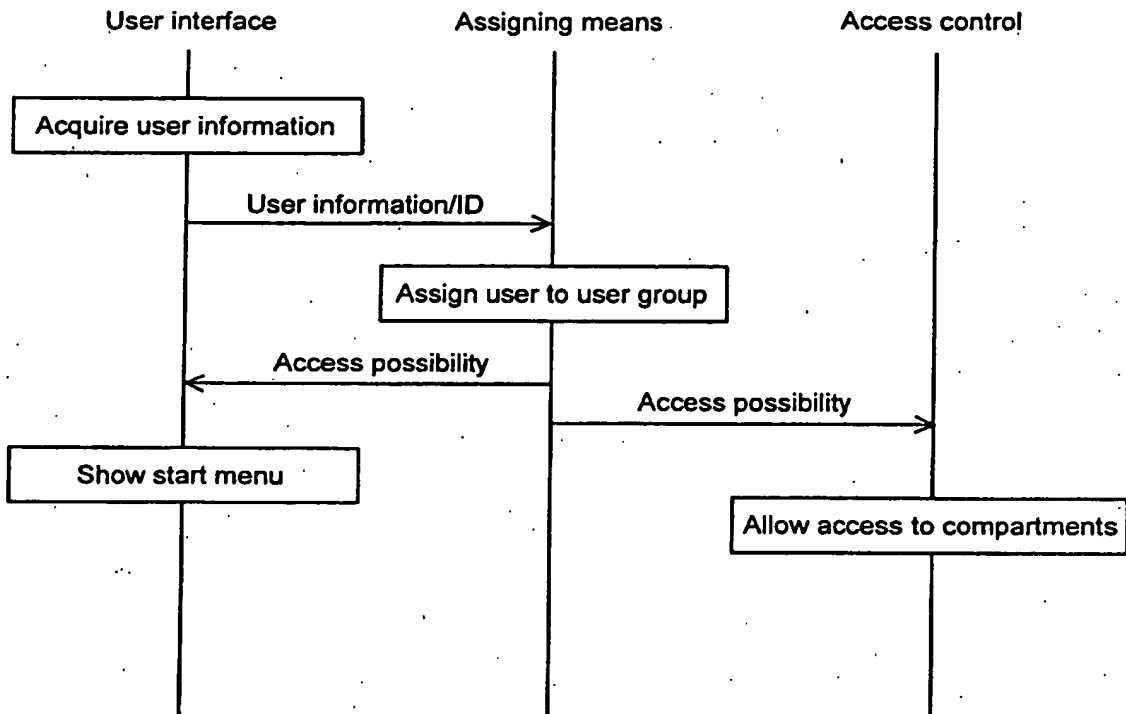 User interface
Assigning means
Access control
Acquire user information
User information/ID
Assign user to user group
Access possibility
Access possibility
Show start menu
Allow access to compartments